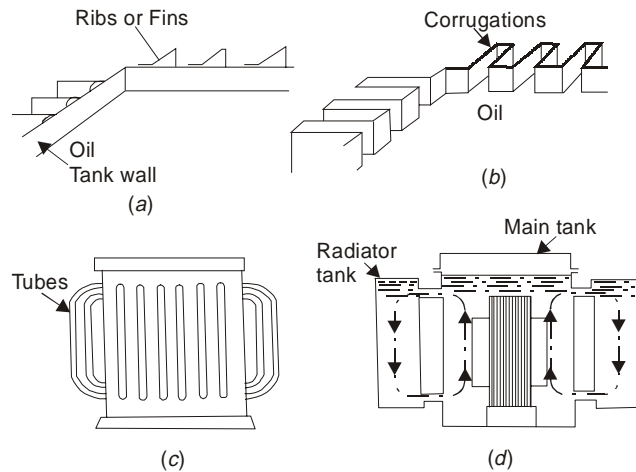 Ribs or Fins
Oil
Tank wall
(a)
Corrugations
Oil
(b)
Tubes
(c)
Main tank
Radiator
tank
(d)